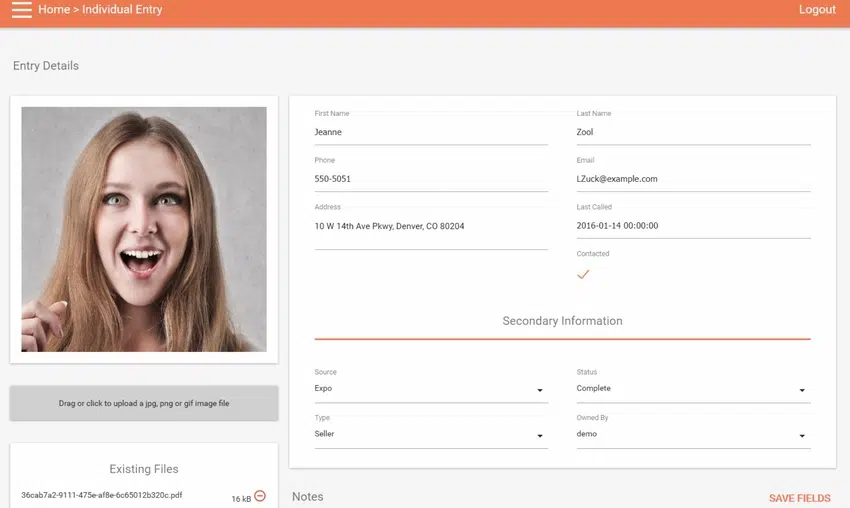 Home > Individual Entry
Logout
Entry Details
First Name
Jeanne
Last Name
Zool
Phone
550-5051
Email
LZuck@example.com
Address
10 W 14th Ave Pkwy, Denver, CO 80204
Last Called
2016-01-14 00:00:00
Contacted
Secondary Information
Source
Expo
Status
Complete
Type
Seller
Owned By
demo
Drag or click to upload a jpg, png or gif image file
Existing Files
36cab7a2-9111-475e-af8e-6c65012b320c.pdf
16 kB
Notes
SAVE FIELDS